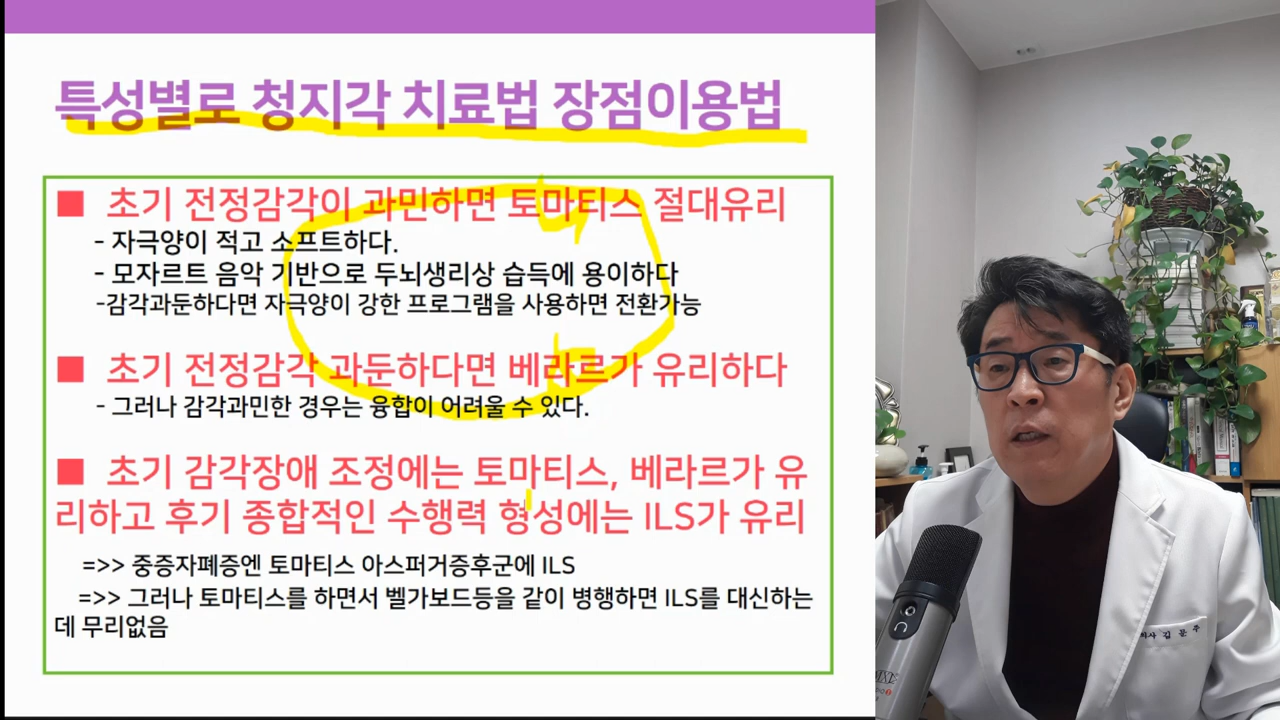 특성별로 청지각 치료법 장점이용법
■ 초기 전정감각이 과민하면 토마티스 절대유리
- 자극양이 적고 소프트하다.
- 모자르트 음악 기반으로 두뇌생리상 습득에 용이하다
-감각과둔하다면 자극양이 강한 프로그램을 사용하면 전환가능
■ 초기 전정감각 과둔하다면 베라르가 유리하다
- 그러나 감각과민한 경우는 융합이 어려울 수 있다.
■ 초기 감각장애 조정에는 토마티스, 베라르가 유
리하고 후기 종합적인 수행력 형성에는 ILS가 유리
=>> 중증자폐증엔 토마티스 아스퍼거증후군에 ILS
=>> 그러나 토마티스를 하면서 벨가보드등을 같이 병행하면 ILS를 대신하는
데 무리없음
김문주